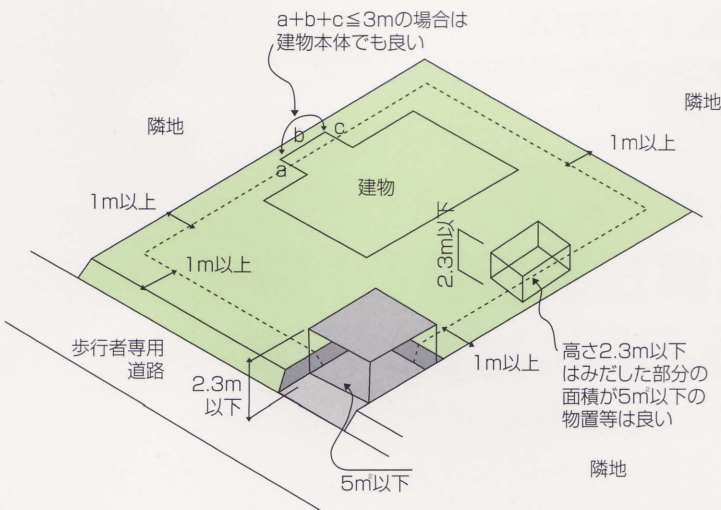 a+b+c≦3mの場合は
建物本体でも良い
隣地
隣地
b
c
a
1m以上
建物
1m以上
2.3m以下
1m以上
歩行者専用
道路
2.3m
以下
1m以上
高さ2.3m以下
はみだした部分の
面積が5㎡以下の
物置等は良い
5㎡以下
隣地